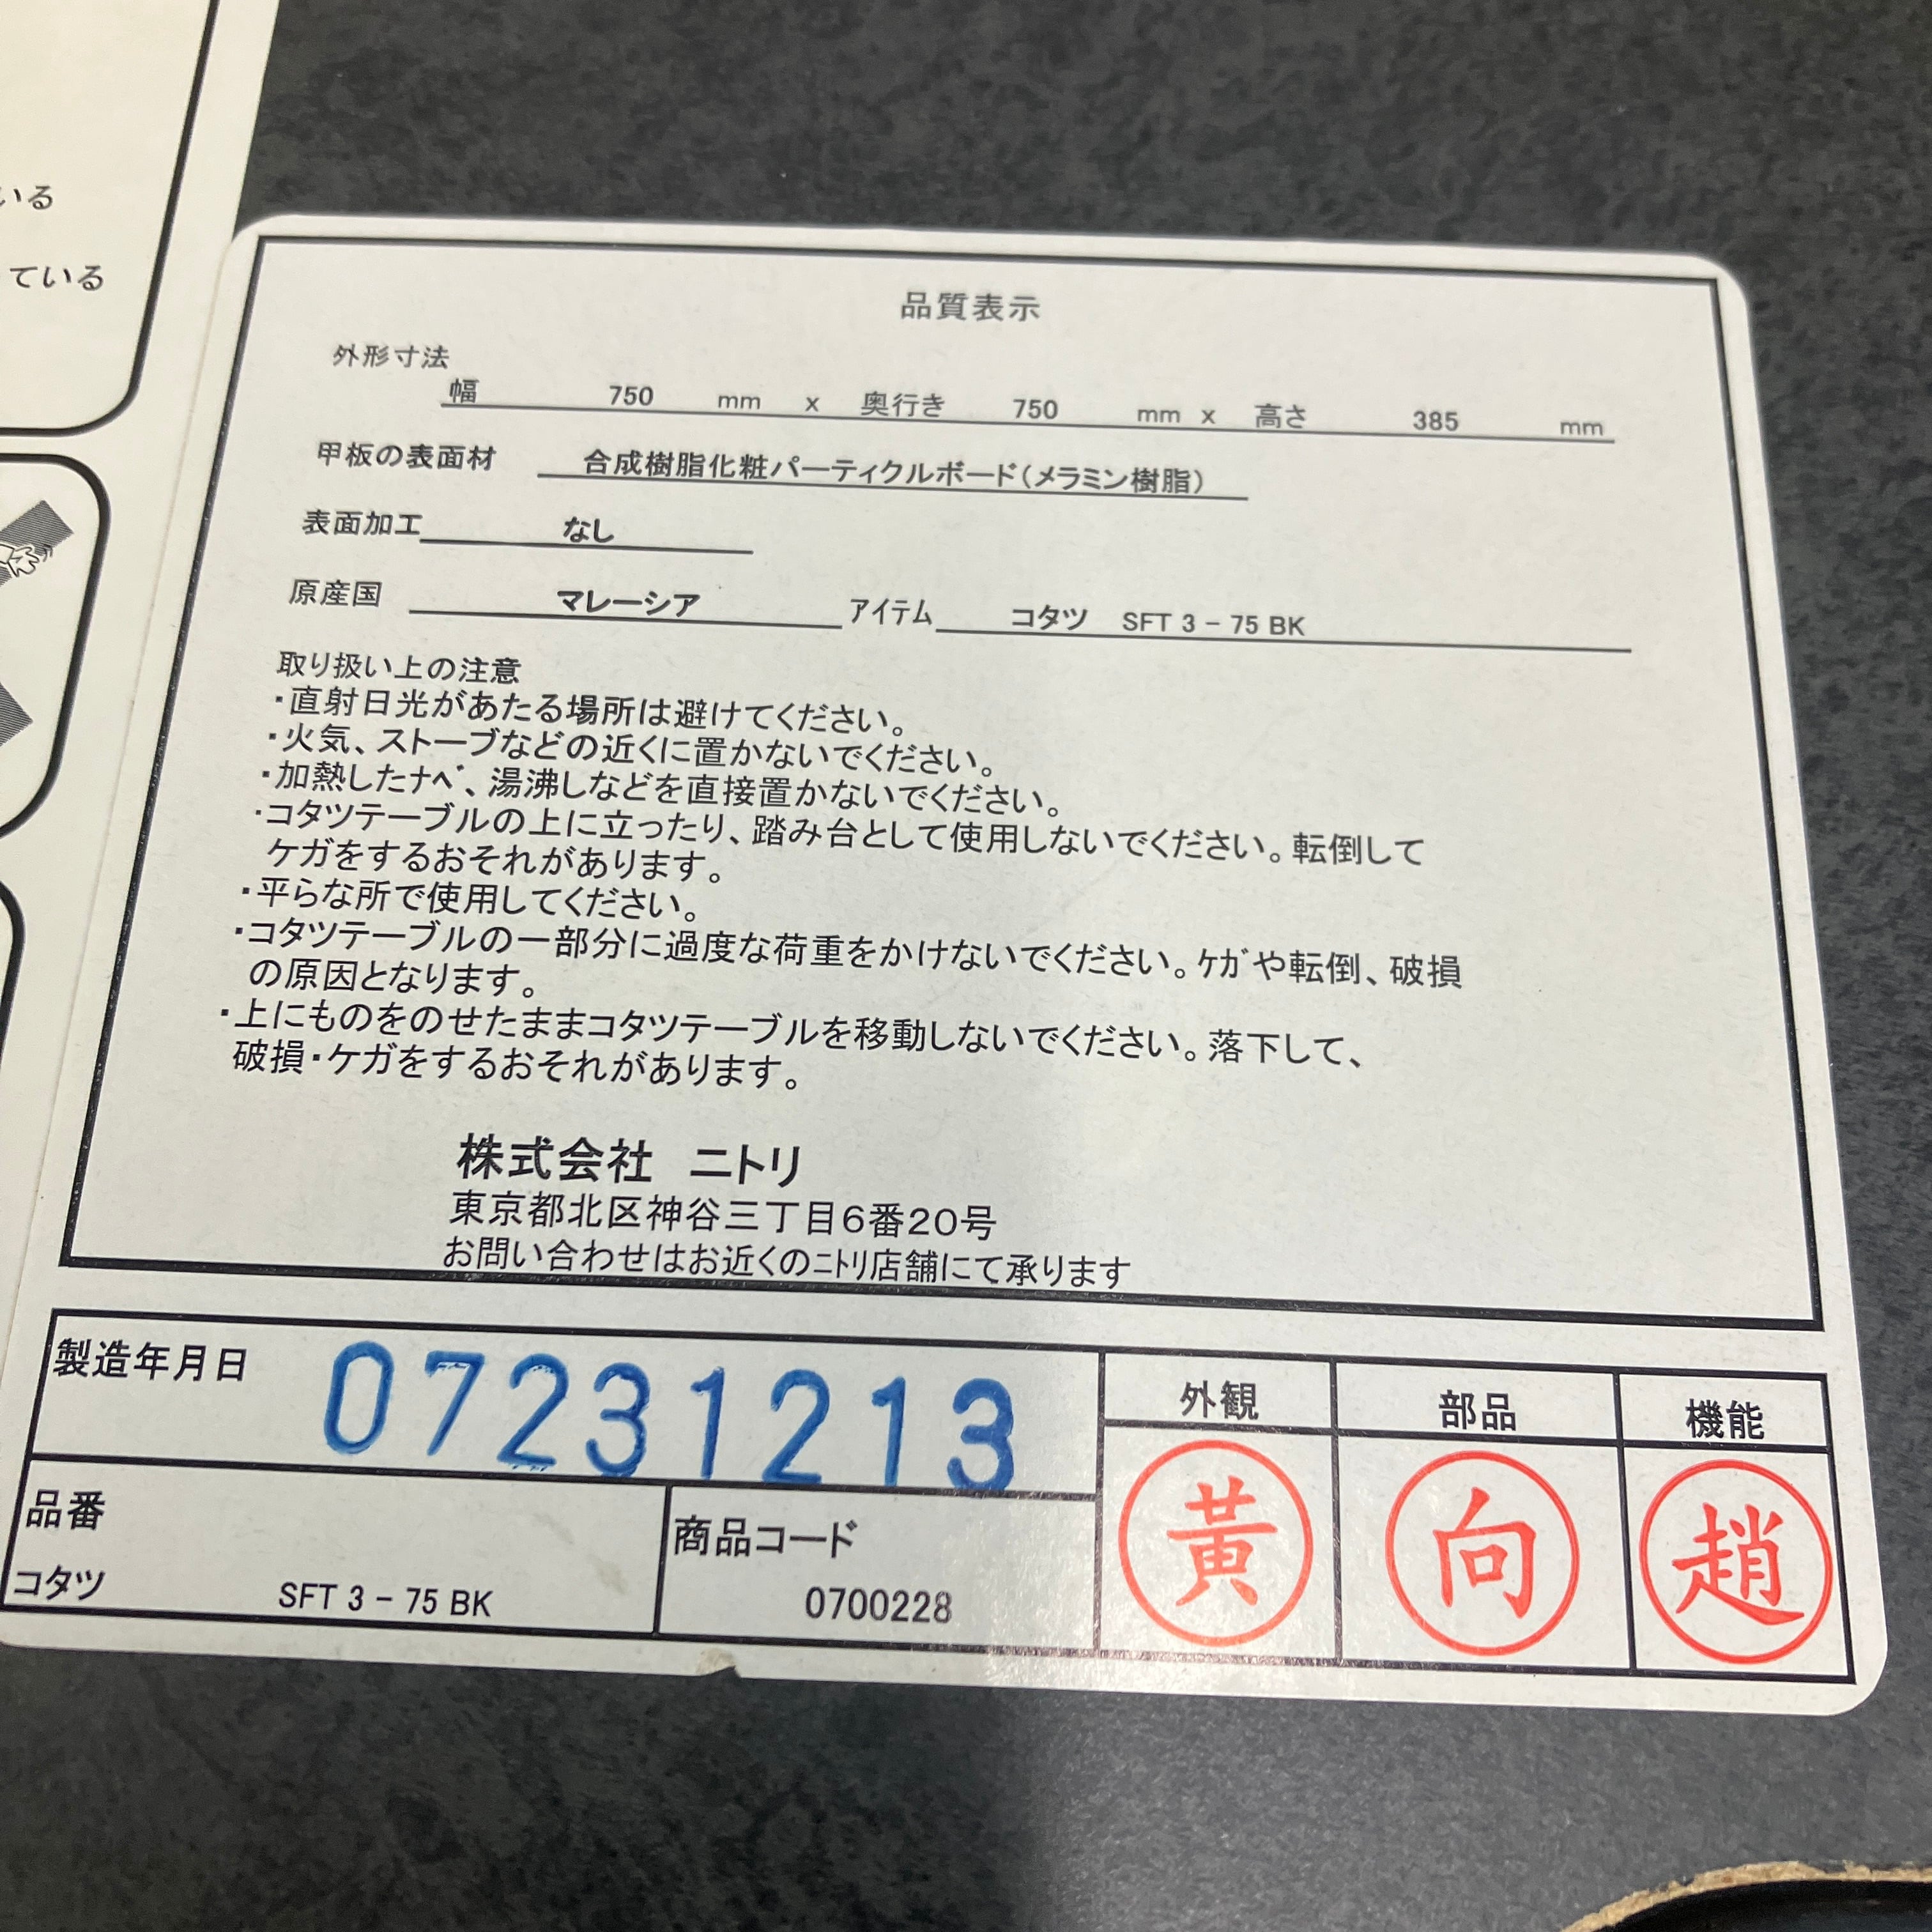 いる
ている
品質表示
外形寸法
幅 750 mm x 奥行き 750 mm x 高さ 385 mm
甲板の表面材 合成樹脂化粧パーティクルボード(メラミン樹脂)
表面加工 なし
原産国 マレーシア アイテム コタツ SFT 3 - 75 BK
取り扱い上の注意
・直射日光があたる場所は避けてください。
・火気、ストーブなどの近くに置かないでください。
・加熱したナベ、湯沸しなどを直接置かないでください。
・コタツテーブルの上に立ったり、踏み台として使用しないでください。転倒して
ケガをするおそれがあります。
・平らな所で使用してください。
・コタツテーブルの一部分に過度な荷重をかけないでください。ケガや転倒、破損
の原因となります。
・上にものをのせたままコタツテーブルを移動しないでください。落下して、
破損・ケガをするおそれがあります。
株式会社 ニトリ
東京都北区神谷三丁目6番20号
お問い合わせはお近くのニトリ店舗にて承ります
製造年月日 07231213
外観 部品 機能
黃 向 趙
品番
コタツ SFT 3 - 75 BK
商品コード
0700228